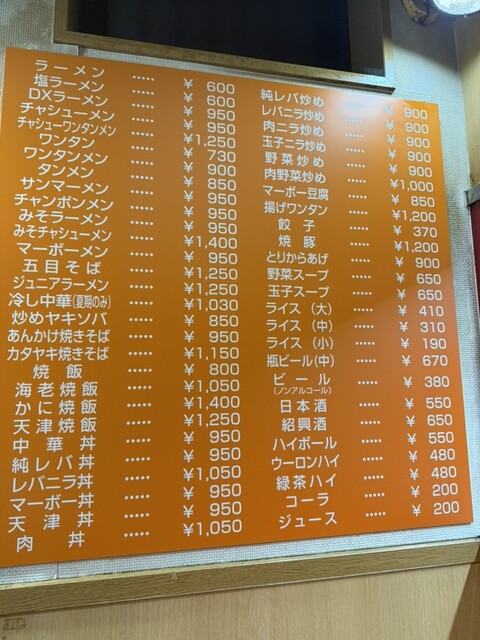 ラーメン ····· ¥ 600
塩ラーメン ····· ¥ 600
DXラーメン ····· ¥ 950
チャシューメン ····· ¥ 950
チャシューワンタンメン ····· ¥1,250
ワンタン ····· ¥ 730
ワンタンメン ····· ¥ 900
タンメン ····· ¥ 850
サンマーメン ····· ¥ 950
チャンポンメン ····· ¥ 950
みそラーメン ····· ¥ 950
みそチャシューメン ····· ¥1,400
マーボーメン ····· ¥ 950
五目そば ····· ¥1,250
ジュニアラーメン ····· ¥1,250
冷し中華(夏期のみ) ····· ¥1,030
炒めヤキソバ ····· ¥ 850
あんかけ焼きそば ····· ¥ 950
カタヤキ焼きそば ····· ¥1,150
焼飯 ····· ¥ 800
海老焼飯 ····· ¥1,050
かに焼飯 ····· ¥1,400
天津焼飯 ····· ¥1,250
中華丼 ····· ¥ 950
純レバ丼 ····· ¥ 950
レバニラ丼 ····· ¥1,050
マーボー丼 ····· ¥ 950
天津丼 ····· ¥ 950
肉丼 ····· ¥1,050
純レバ炒め ····· ¥ 900
レバニラ炒め ····· ¥ 900
肉ニラ炒め ····· ¥ 900
玉子ニラ炒め ····· ¥ 900
野菜炒め ····· ¥ 900
肉野菜炒め ····· ¥1,000
マーボー豆腐 ····· ¥ 850
揚げワンタン ····· ¥1,200
餃子 ····· ¥ 370
焼豚 ····· ¥1,200
とりからあげ ····· ¥ 900
野菜スープ ····· ¥ 650
玉子スープ ····· ¥ 650
ライス(大) ····· ¥ 410
ライス(中) ····· ¥ 310
ライス(小) ····· ¥ 190
瓶ビール(中) ····· ¥ 670
ビール ····· ¥ 380
(ノンアルコール)
日本酒 ····· ¥ 550
紹興酒 ····· ¥ 650
ハイボール ····· ¥ 550
ウーロンハイ ····· ¥ 480
緑茶ハイ ····· ¥ 480
コーラ ····· ¥ 200
ジュース ····· ¥ 200